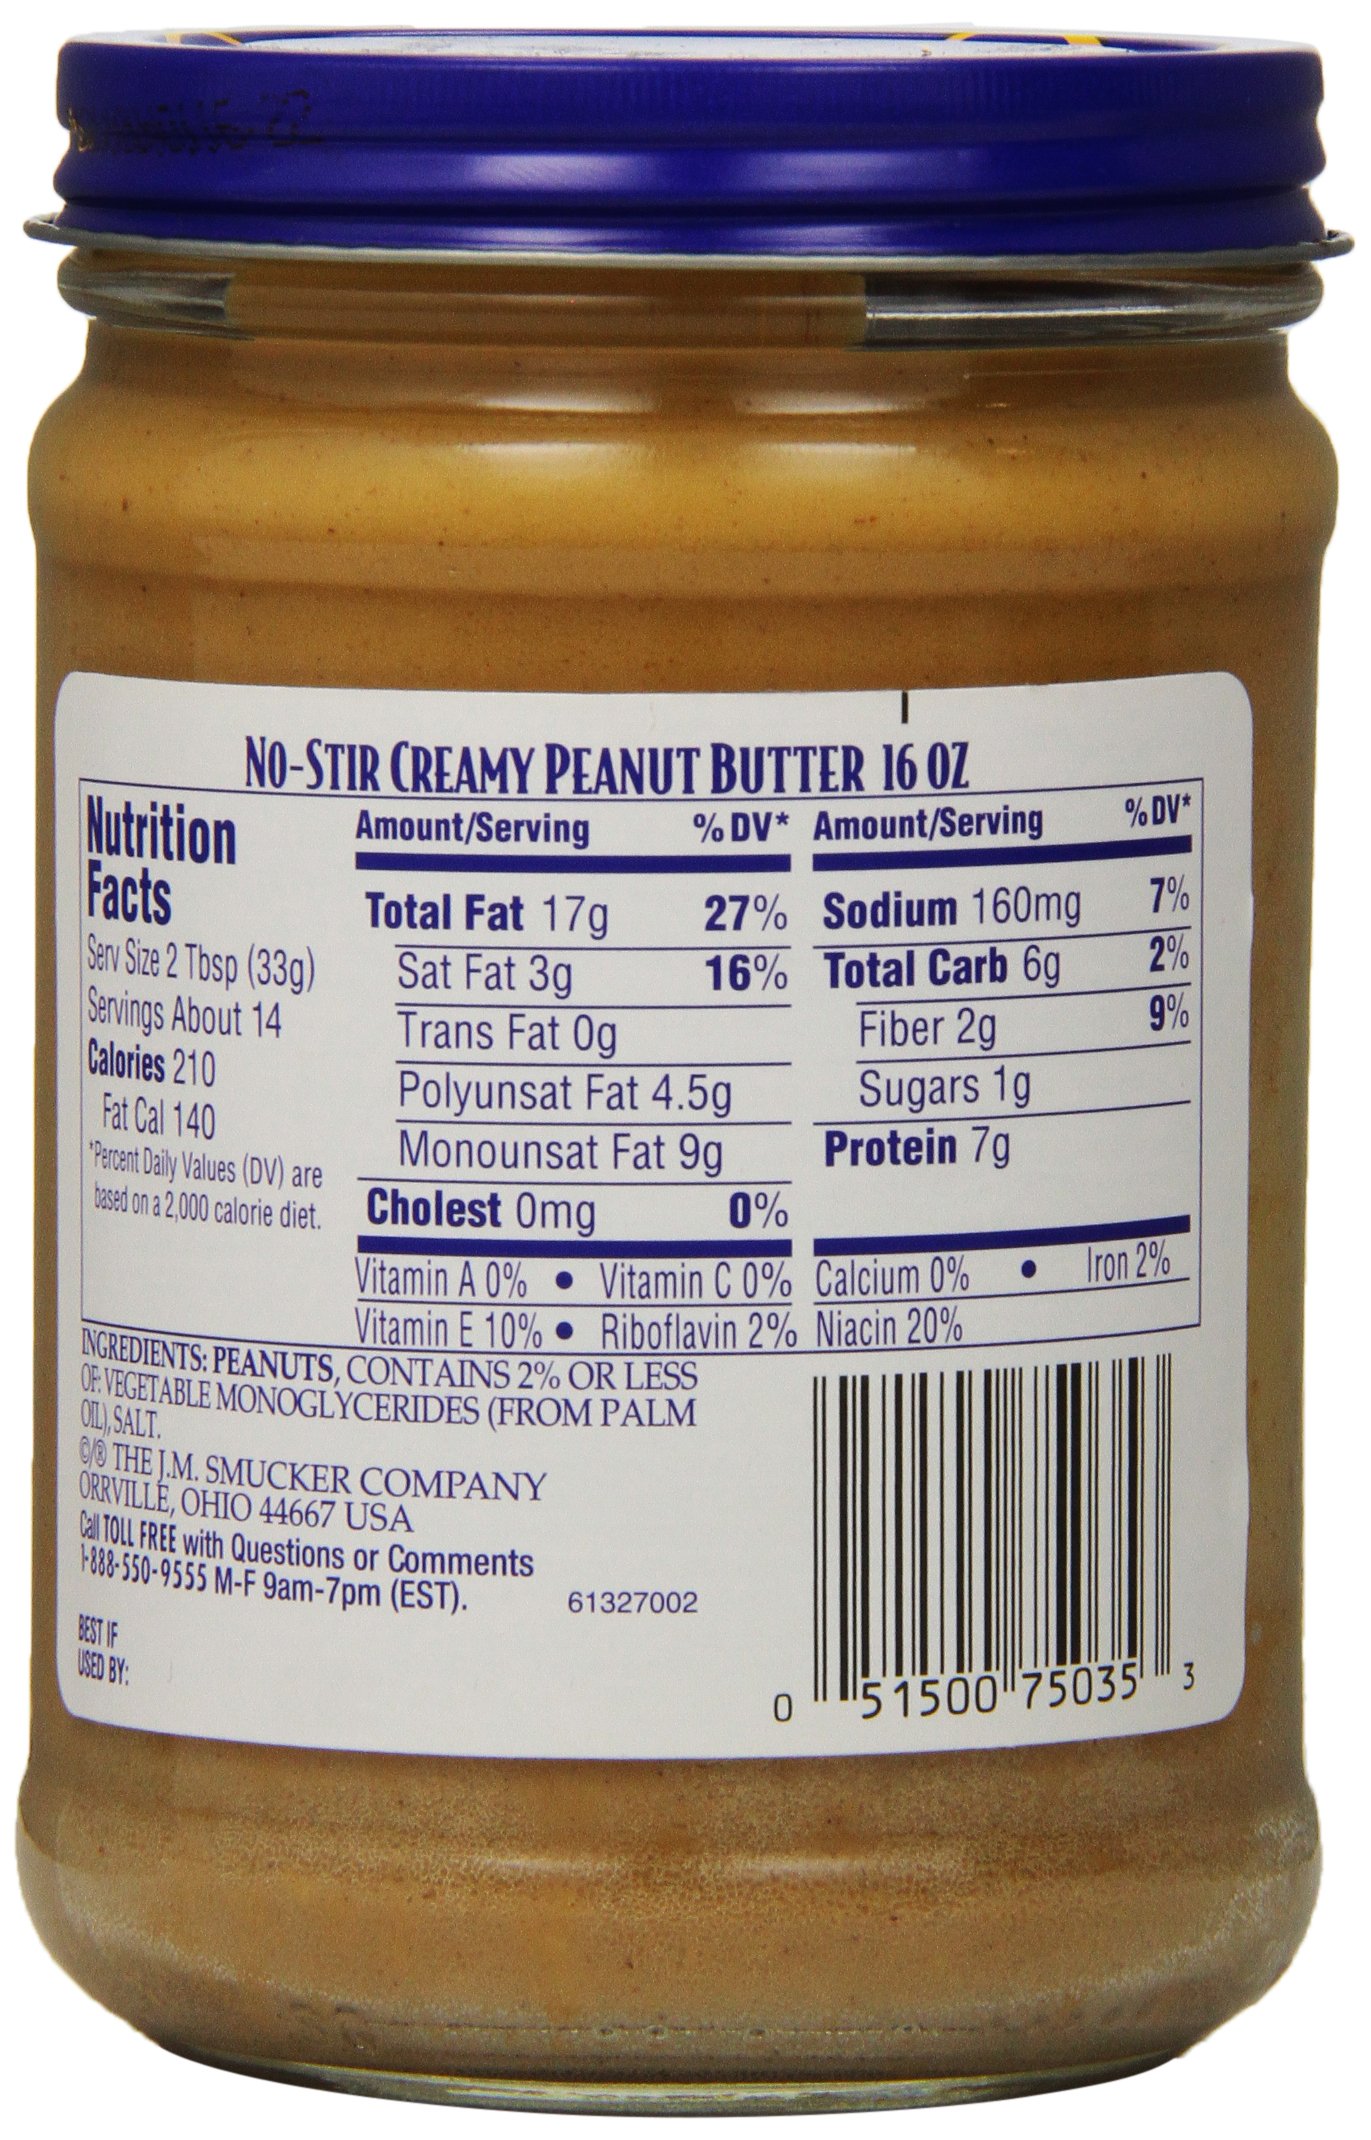 NO-STIR CREAMY PEANUT BUTTER 16 OZ
Nutrition
Facts
Serv Size 2 Tbsp (33g)
Servings About 14
Calories 210
Fat Cal 140
*Percent Daily Values (DV) are
based on a 2,000 calorie diet.
Amount/Serving % DV*
Total Fat 17g 27%
Sat Fat 3g 16%
Trans Fat 0g
Polyunsat Fat 4.5g
Monounsat Fat 9g
Cholest 0mg 0%
Amount/Serving % DV*
Sodium 160mg 7%
Total Carb 6g 2%
Fiber 2g 9%
Sugars 1g
Protein 7g
Vitamin A 0% • Vitamin C 0% Calcium 0% • Iron 2%
Vitamin E 10% • Riboflavin 2% Niacin 20%
INGREDIENTS: PEANUTS, CONTAINS 2% OR LESS
OF: VEGETABLE MONOGLYCERIDES (FROM PALM
OIL), SALT.
©/® THE J.M. SMUCKER COMPANY
ORRVILLE, OHIO 44667 USA
Call TOLL FREE with Questions or Comments
1-888-550-9555 M-F 9am-7pm (EST).
61327002
BEST IF
USED BY:
0 51500 75035 3